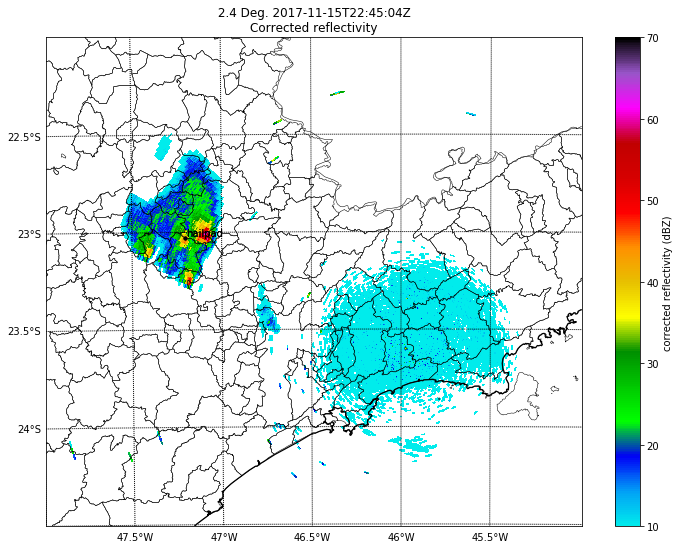 2.4 Deg. 2017-11-15T22:45:04Z
Corrected reflectivity
22.5°S
23°S
23.5°S
24°S
47.5°W
47°W
46.5°W
46°W
45.5°W
70
60
50
40
30
20
10
corrected reflectivity (dBZ)